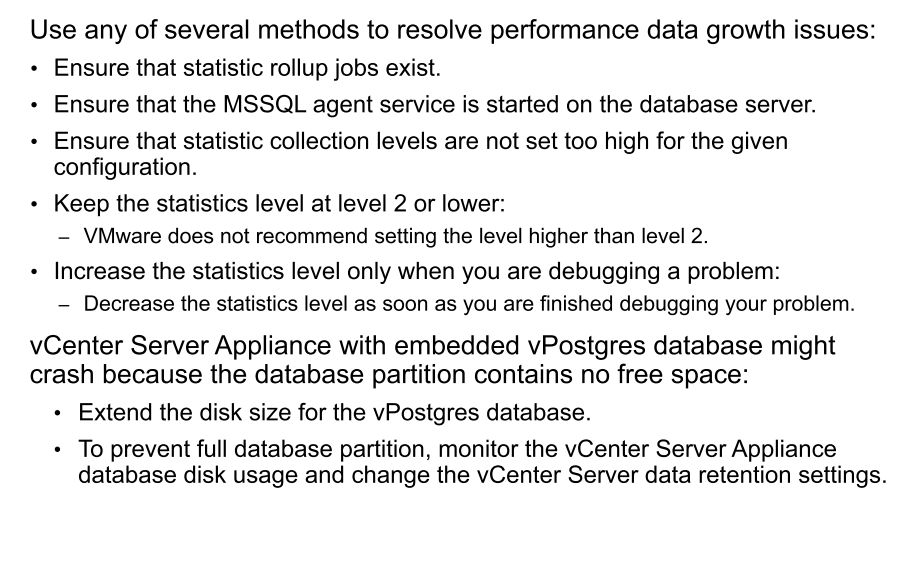 Use any of several methods to resolve performance data growth issues:
• Ensure that statistic rollup jobs exist.
• Ensure that the MSSQL agent service is started on the database server.
• Ensure that statistic collection levels are not set too high for the given
configuration.
• Keep the statistics level at level 2 or lower:
– VMware does not recommend setting the level higher than level 2.
• Increase the statistics level only when you are debugging a problem:
– Decrease the statistics level as soon as you are finished debugging your problem.
vCenter Server Appliance with embedded vPostgres database might
crash because the database partition contains no free space:
• Extend the disk size for the vPostgres database.
• To prevent full database partition, monitor the vCenter Server Appliance
database disk usage and change the vCenter Server data retention settings.